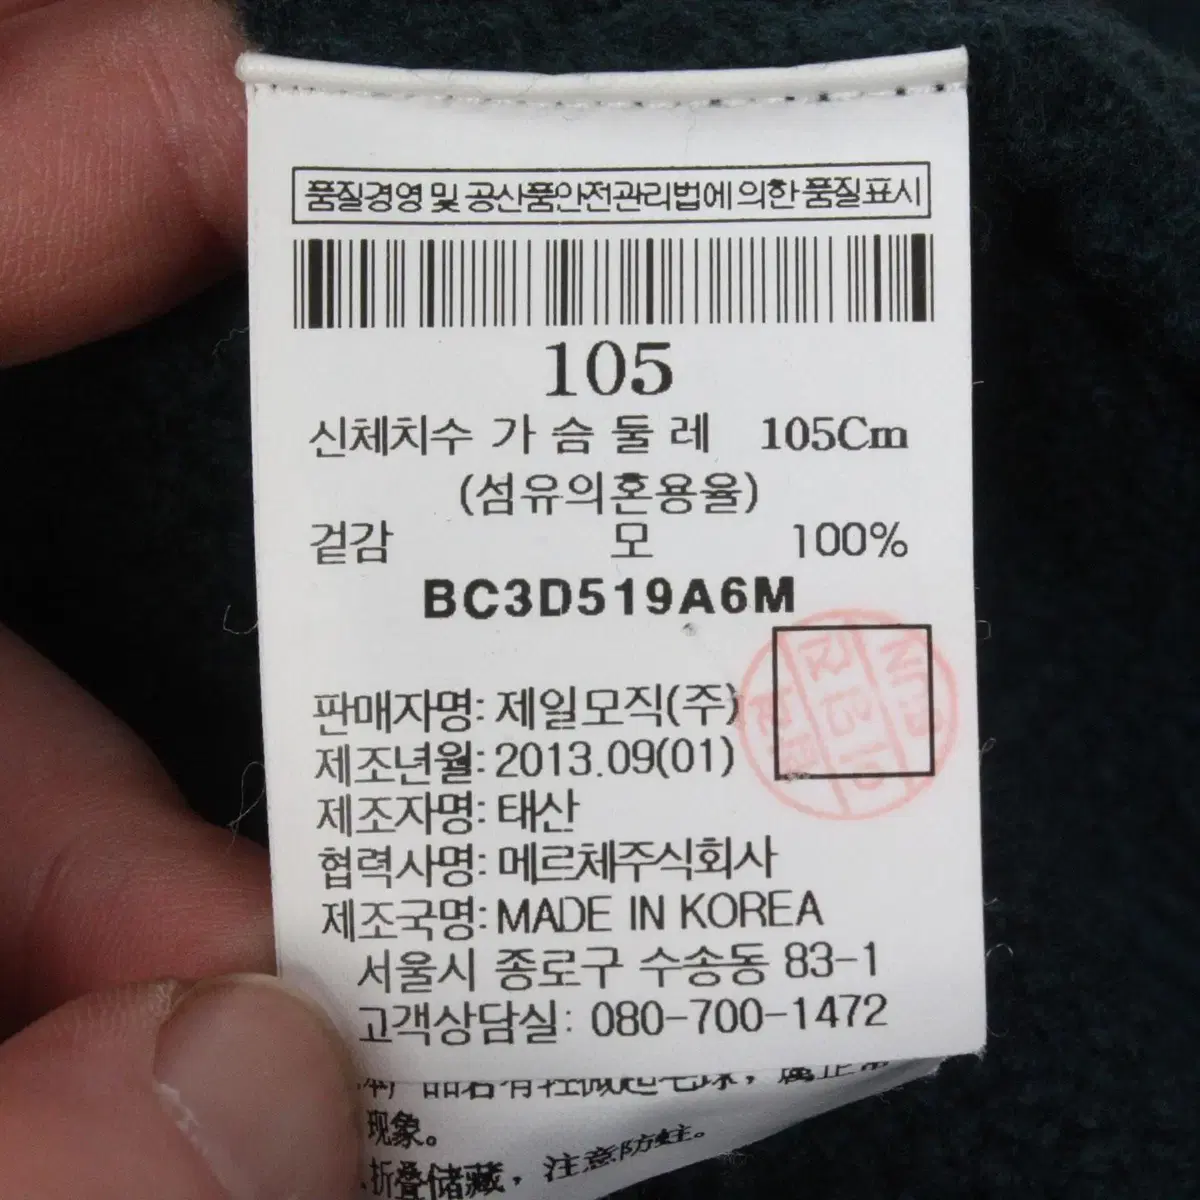 품질경영 및 공산품안전관리법에 의한 품질표시
105
신체치수 가 슴 둘 레 105Cm
(섬유의혼용율)
겉감 모 100%
BC3D519A6M
판매자명: 제일모직(주)
제조년월: 2013.09(01)
제조자명: 태산
협력사명: 메르체주식회사
제조국명: MADE IN KOREA
서울시 종로구 수송동 83-1
고객상담실: 080-700-1472
现象。
折叠储藏，注意防蛀。